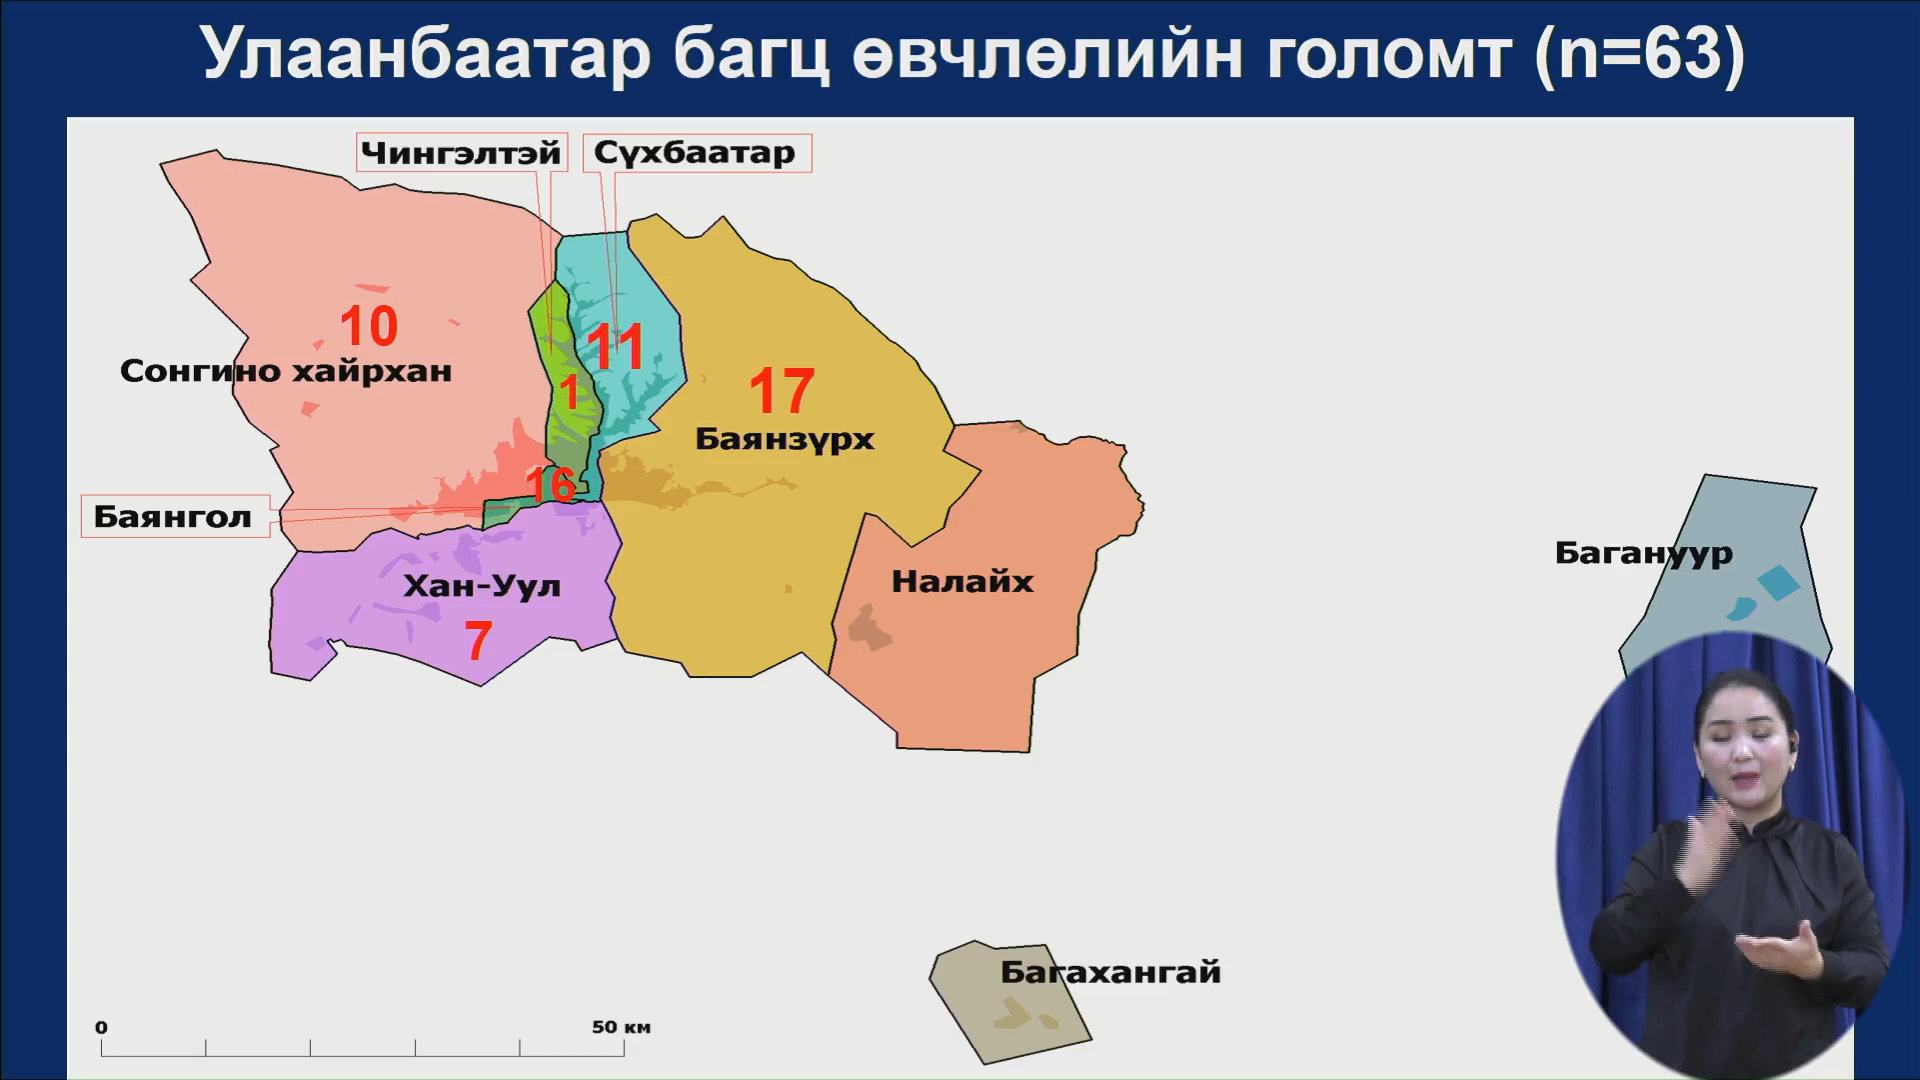 Улаанбаатар багц өвчлөлийн голомт (n=63)
Чингэлтэй
Сүхбаатар
10
Сонгино хайрхан
11
1
17
Баянзүрх
16
Баянгол
Хан-Уул
7
Налайх
Багануур
Багахангай
0
50 км